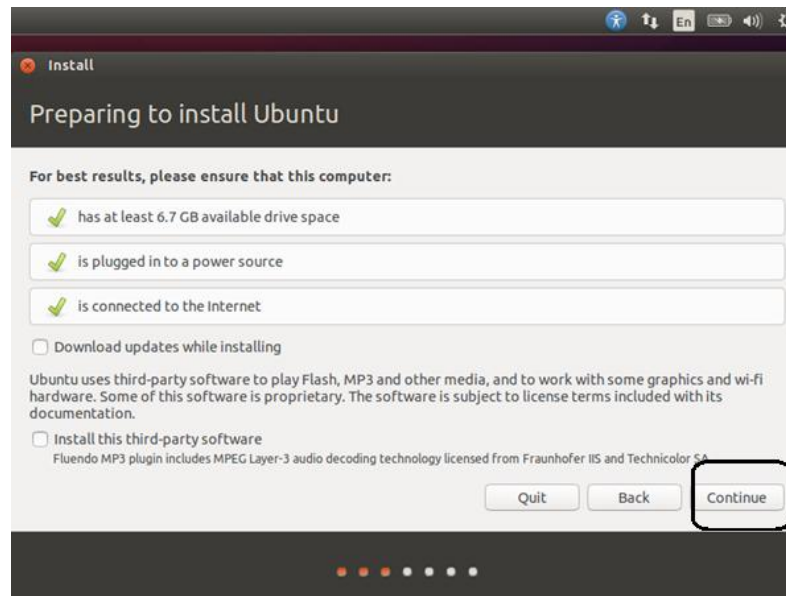 En
Install
Preparing to install Ubuntu
For best results, please ensure that this computer:
has at least 6.7 GB available drive space
is plugged in to a power source
is connected to the Internet
Download updates while installing
Ubuntu uses third-party software to play Flash, MP3 and other media, and to work with some graphics and wi-fi
hardware. Some of this software is proprietary. The software is subject to license terms included with its
documentation.
Install this third-party software
Fluendo MP3 plugin includes MPEG Layer-3 audio decoding technology licensed from Fraunhofer IIS and Technicolor SA
Quit Back Continue